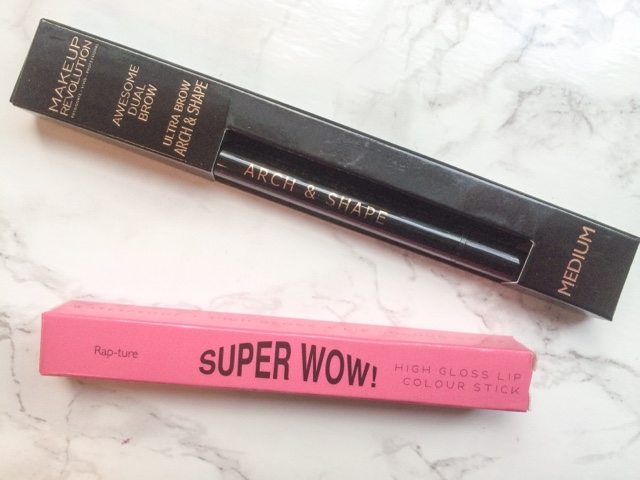 MAKEUP
REVOLUTION
AWESOME
DUAL
BROW
ULTRA BROW
ARCH & SHAPE
ARCH & SHAPE
MEDIUM
Rap-ture
SUPER WOW!
HIGH GLOSS LIP
COLOUR STICK